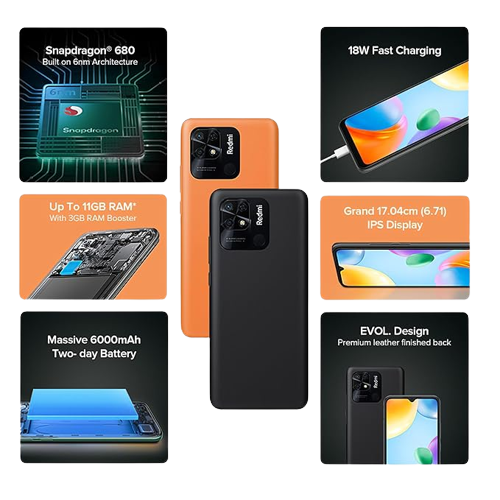 Snapdragon® 680
Built on 6nm Architecture
6nm
Snapdragon
18W Fast Charging
Redmi
Redmi
Up To 11GB RAM*
With 3GB RAM Booster
Grand 17.04cm (6.71)
IPS Display
Massive 6000mAh
Two- day Battery
EVOL. Design
Premium leather finished back
Redmi